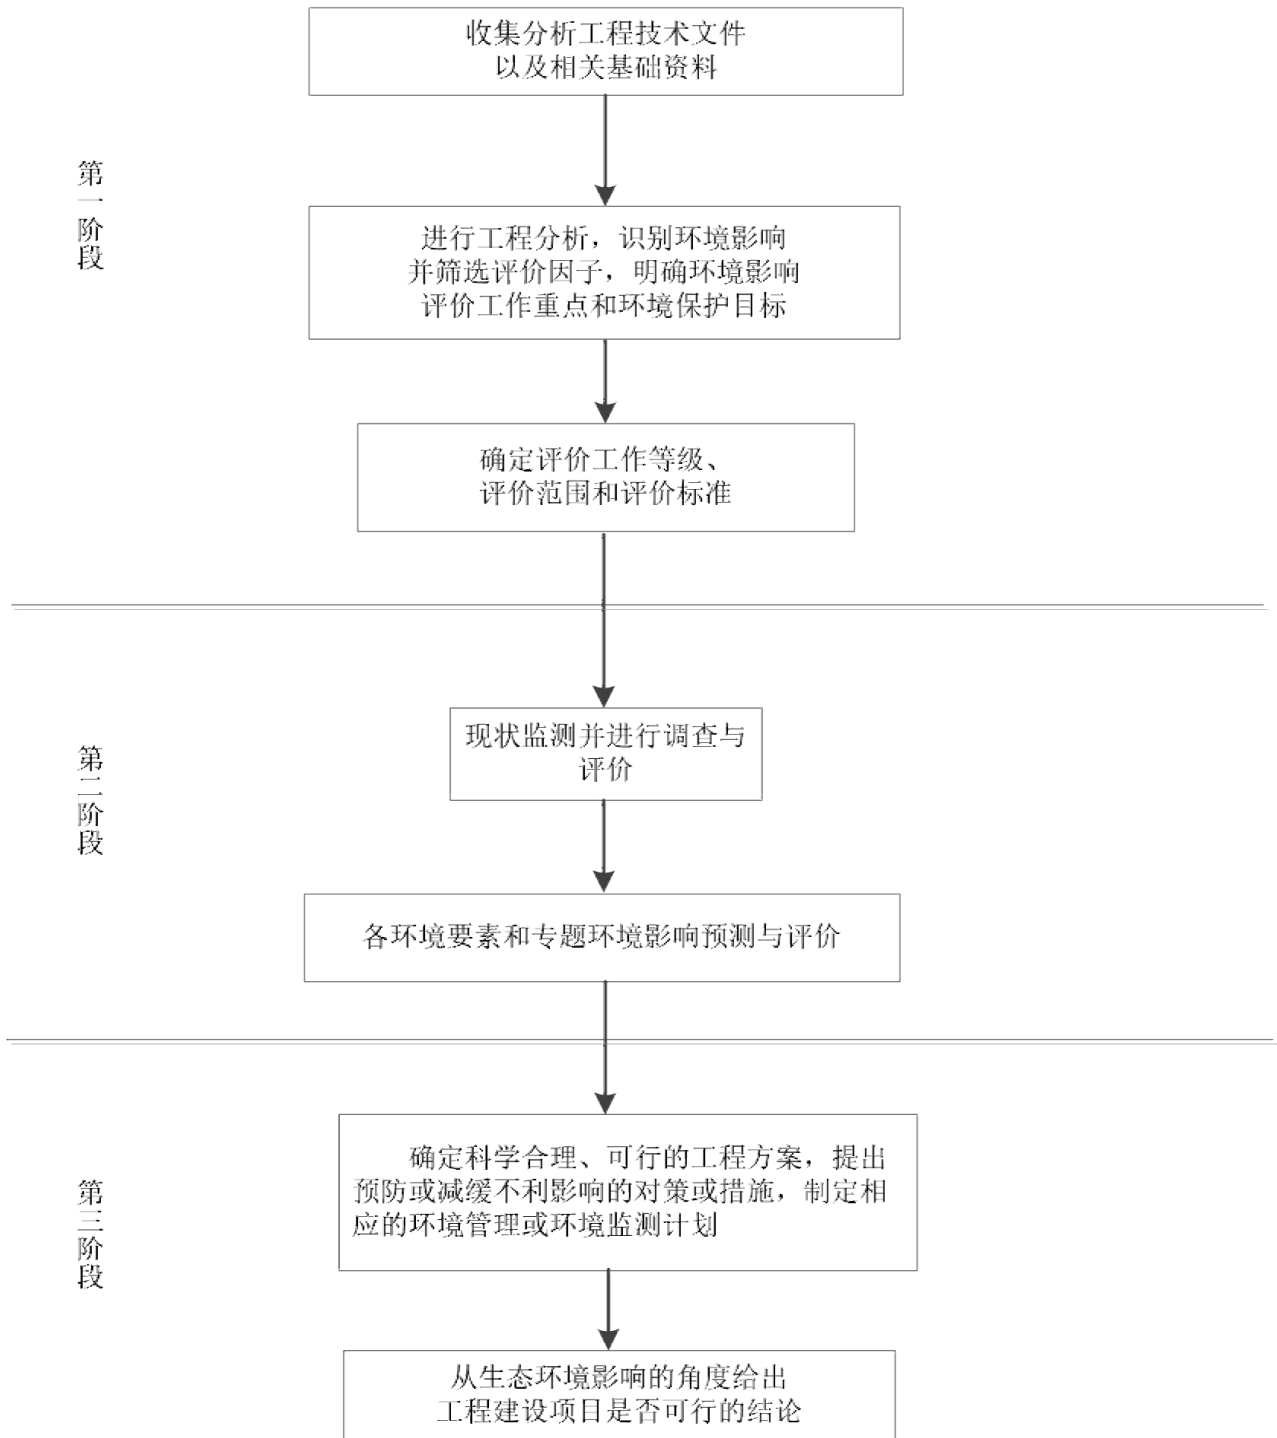 收集分析工程技术文件
以及相关基础资料
第一阶段
进行工程分析，识别环境影响
并筛选评价因子，明确环境影响
评价工作重点和环境保护目标
确定评价工作等级、
评价范围和评价标准
现状监测并进行调查与
评价
第二阶段
各环境要素和专题环境影响预测与评价
确定科学合理、可行的工程方案，提出
预防或减缓不利影响的对策或措施，制定相
应的环境管理或环境监测计划
第三阶段
从生态环境影响的角度给出
工程建设项目是否可行的结论